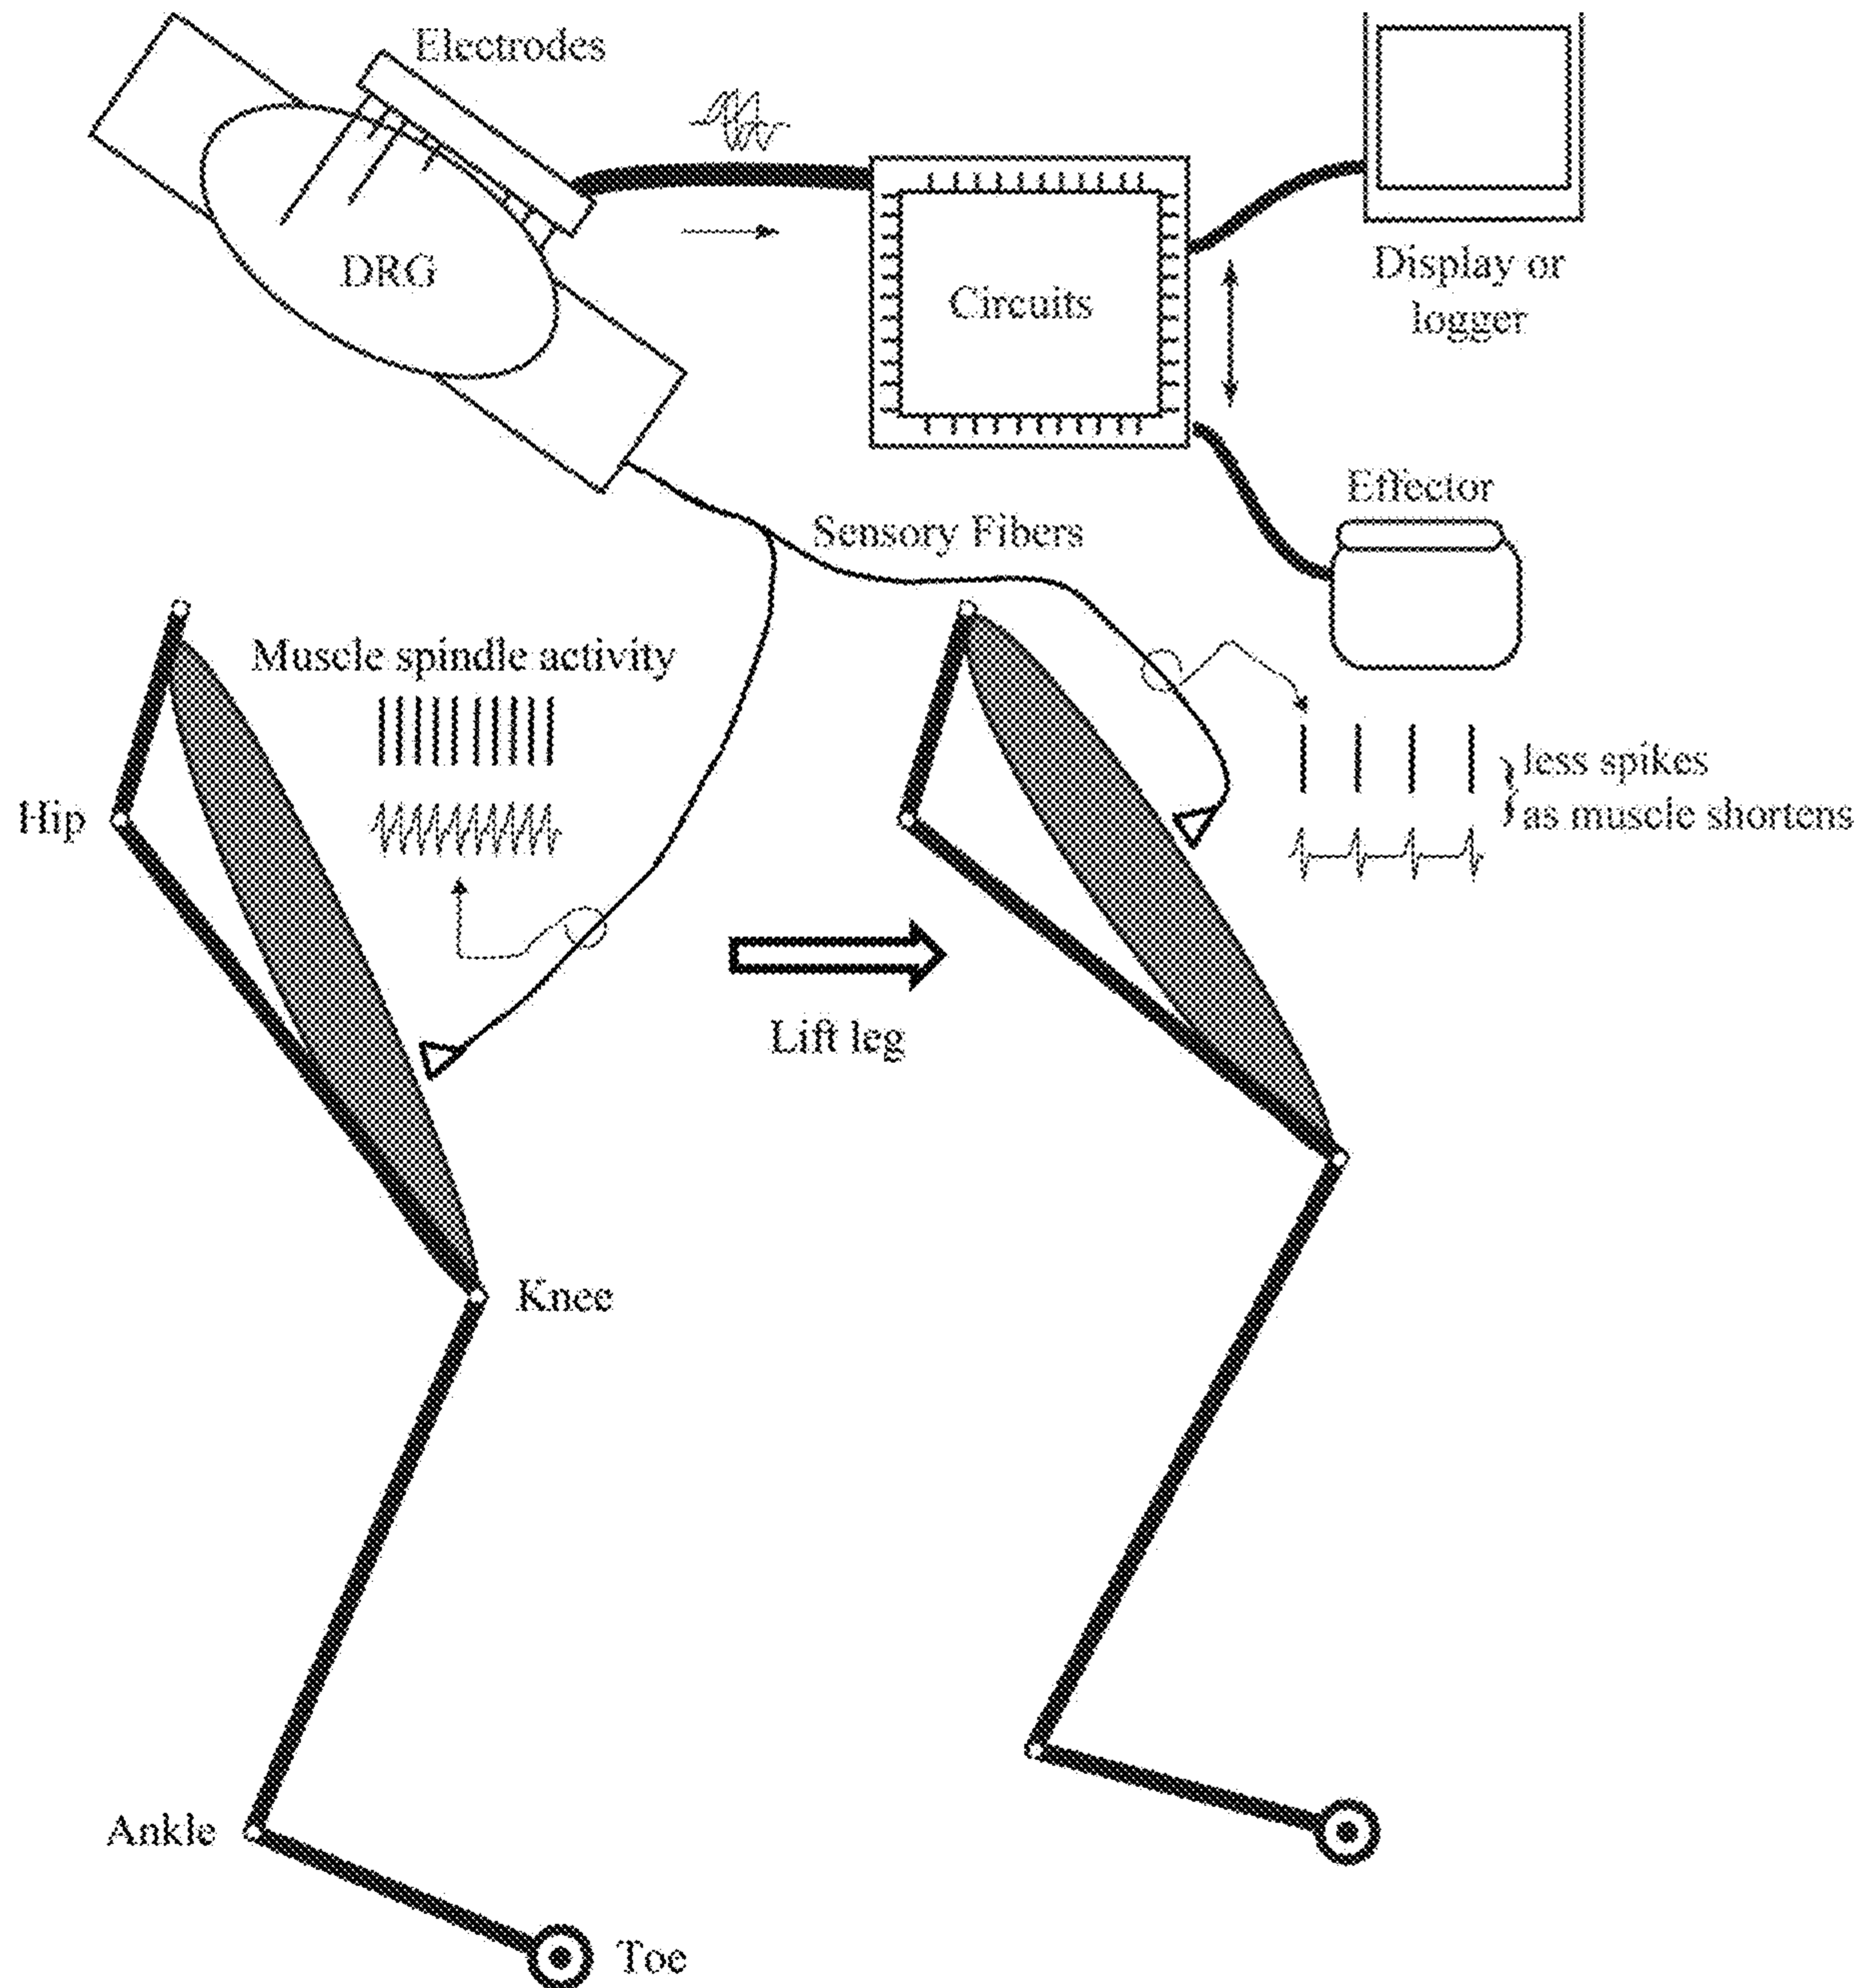 Electrodes
DRG
Circuits
Display or
logger
Effector
Sensory Fibers
Muscle spindle activity
less spikes
as muscle shortens
Hip
Lift leg
Knee
Ankle
Toe